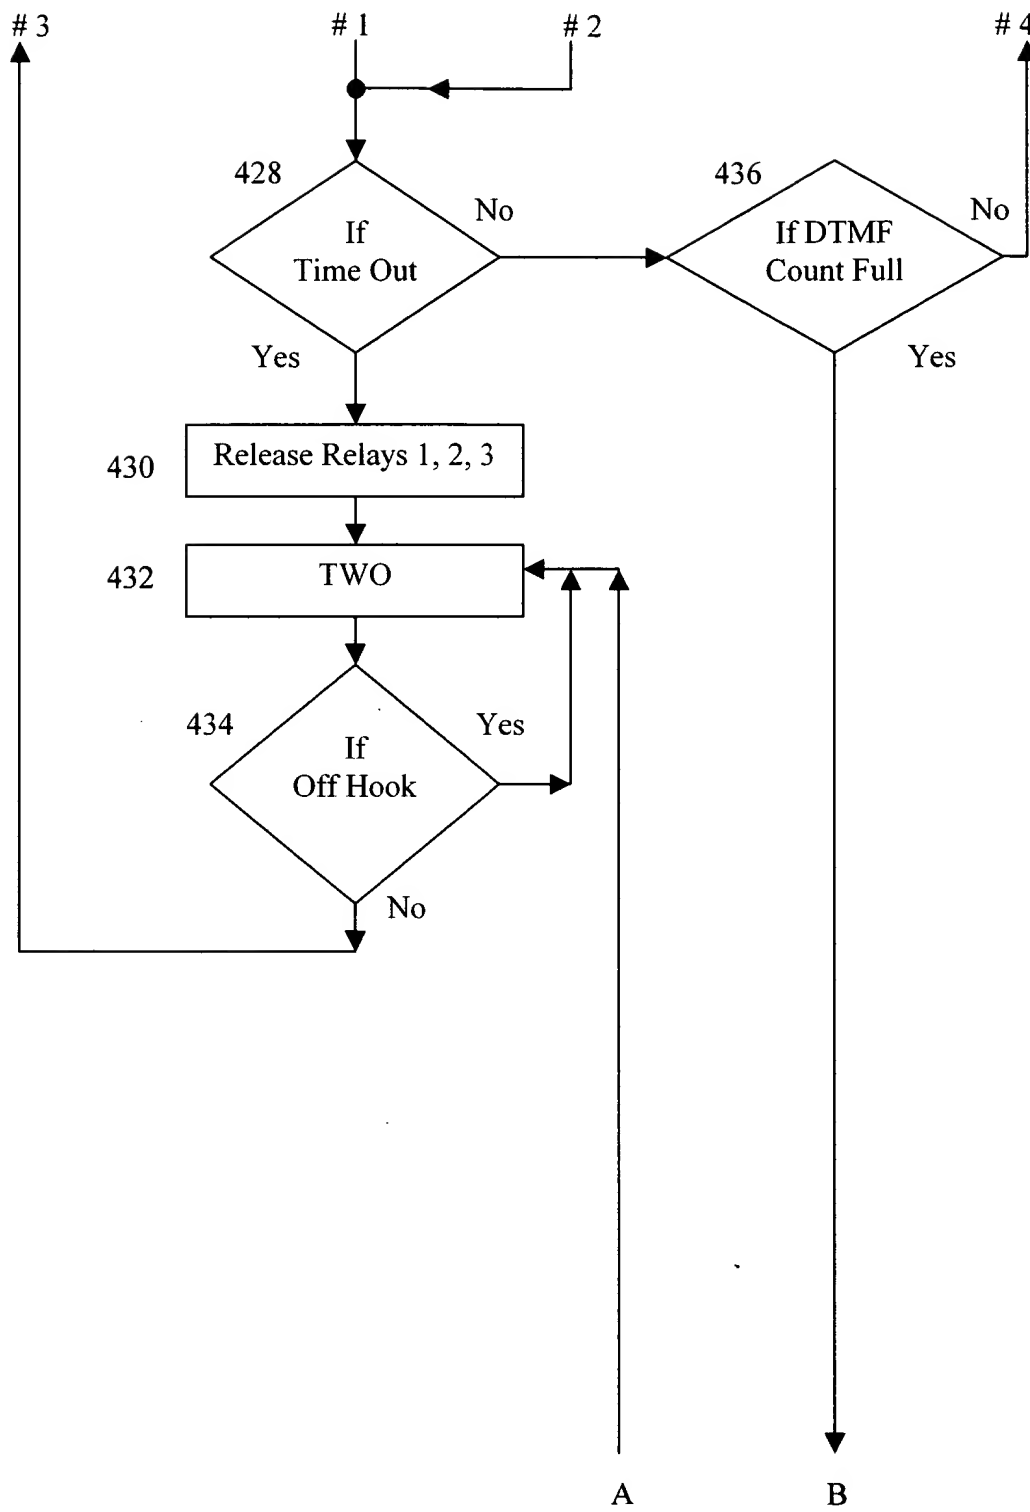 # 3
# 1
# 2
# 4
428
If
Time Out
No
Yes
436
If DTMF
Count Full
No
Yes
430
Release Relays 1, 2, 3
432
TWO
434
If
Off Hook
Yes
No
A
B